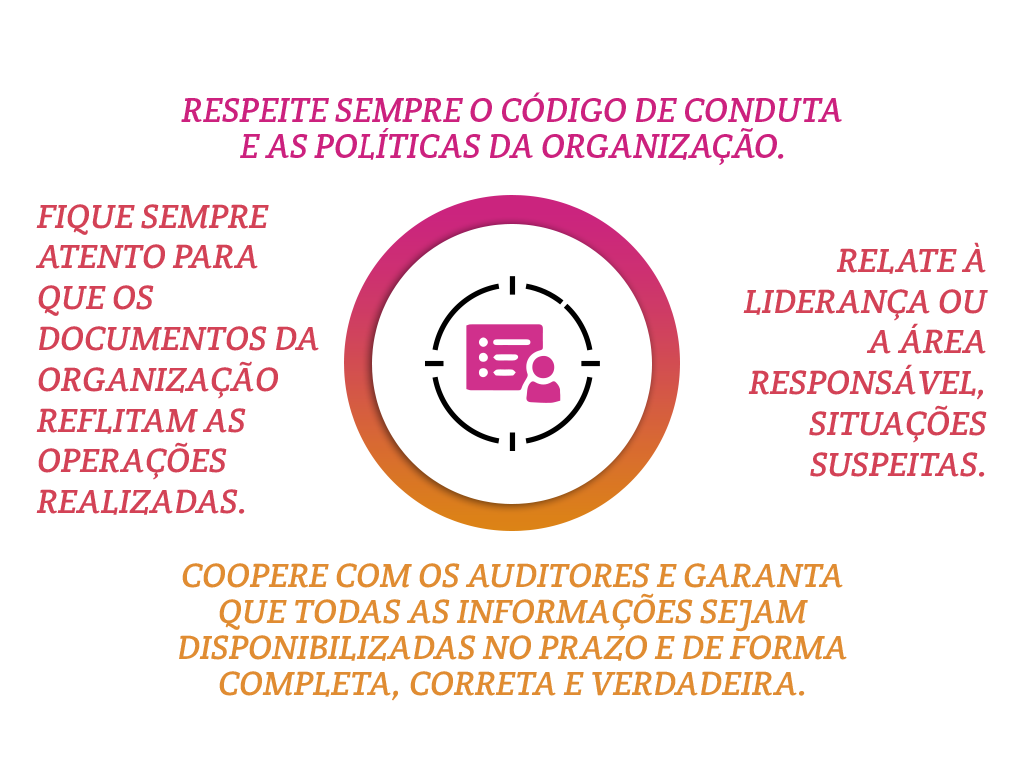 RESPEITE SEMPRE O CÓDIGO DE CONDUTA
E AS POLÍTICAS DA ORGANIZAÇÃO.
FIQUE SEMPRE
ATENTO PARA
QUE OS
DOCUMENTOS DA
ORGANIZAÇÃO
REFLITAM AS
OPERAÇÕES
REALIZADAS.
RELATE À
LIDERANÇA OU
A ÁREA
RESPONSÁVEL,
SITUAÇÕES
SUSPEITAS.
COOPERE COM OS AUDITORES E GARANTA
QUE TODAS AS INFORMAÇÕES SEJAM
DISPONIBILIZADAS NO PRAZO E DE FORMA
COMPLETA, CORRETA E VERDADEIRA.